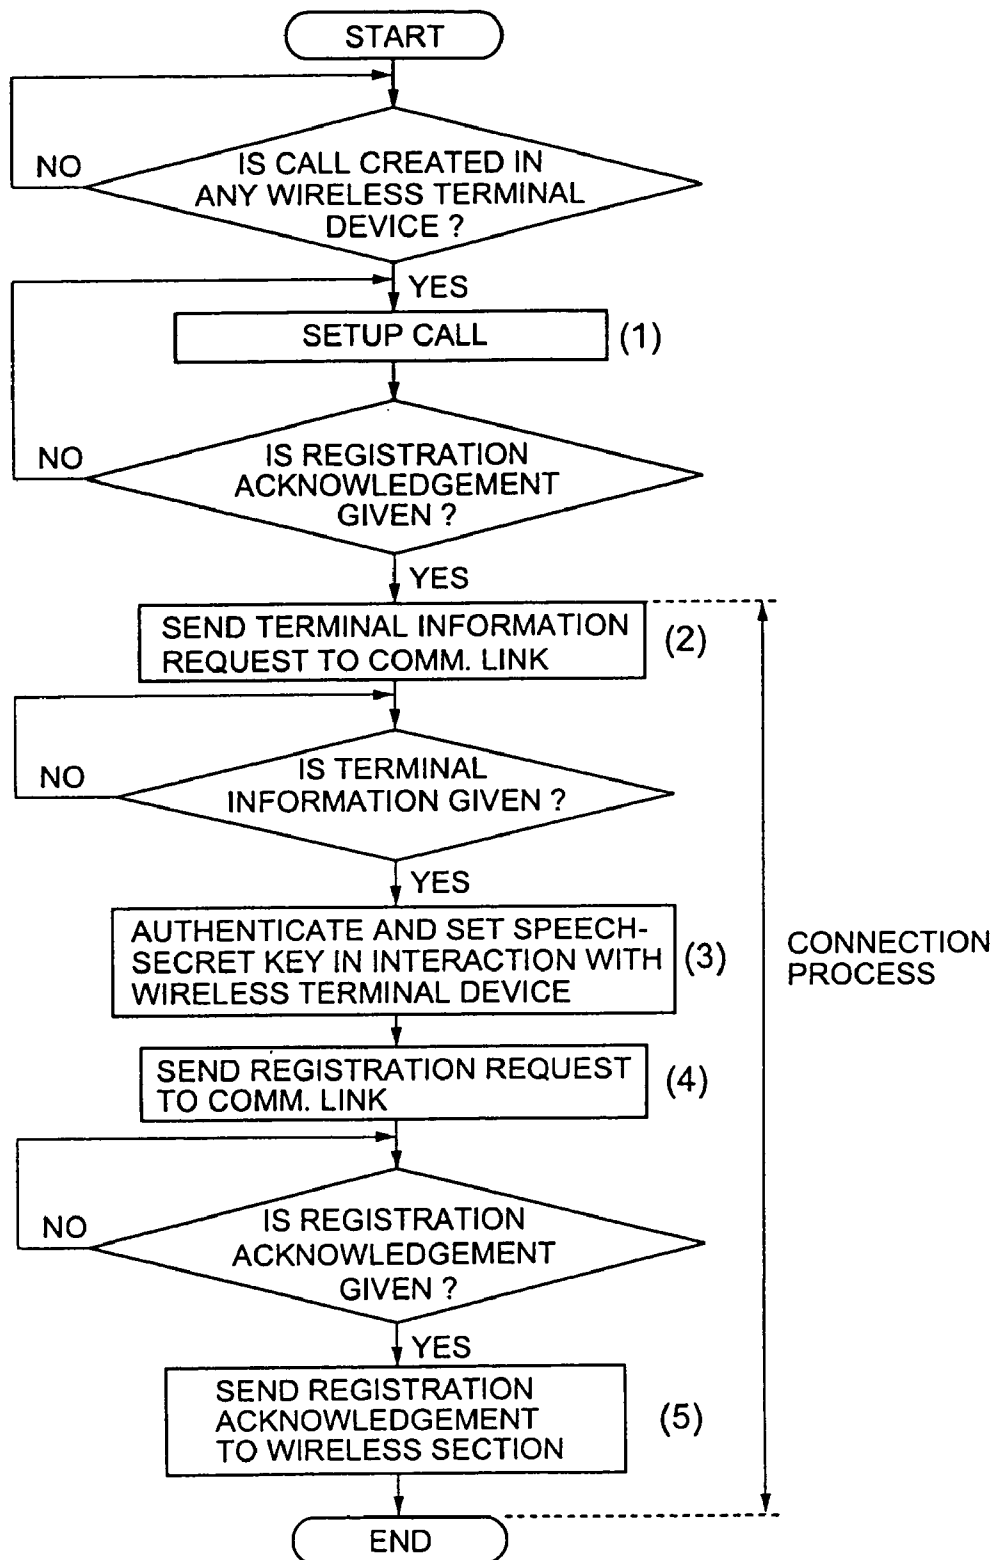 START
NO
IS CALL CREATED IN
ANY WIRELESS TERMINAL
DEVICE ?
YES
SETUP CALL
(1)
NO
IS REGISTRATION
ACKNOWLEDGEMENT
GIVEN ?
YES
SEND TERMINAL INFORMATION
REQUEST TO COMM. LINK
(2)
NO
IS TERMINAL
INFORMATION GIVEN ?
YES
AUTHENTICATE AND SET SPEECH-
SECRET KEY IN INTERACTION WITH
WIRELESS TERMINAL DEVICE
(3)
CONNECTION
PROCESS
SEND REGISTRATION REQUEST
TO COMM. LINK
(4)
NO
IS REGISTRATION
ACKNOWLEDGEMENT
GIVEN ?
YES
SEND REGISTRATION
ACKNOWLEDGEMENT
TO WIRELESS SECTION
(5)
END